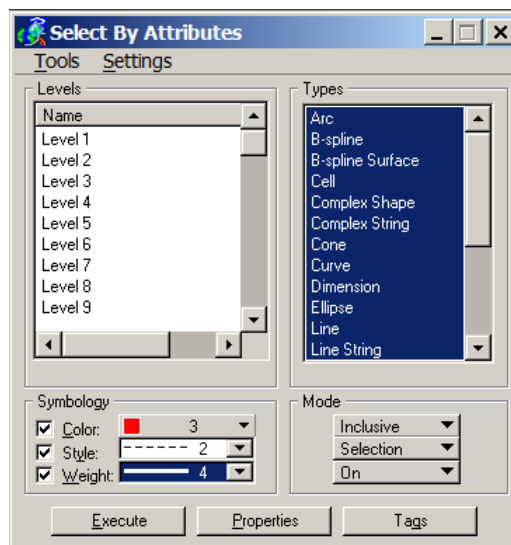 Select By Attributes
Tools Settings
Levels
Name
Level 1
Level 2
Level 3
Level 4
Level 5
Level 6
Level 7
Level 8
Level 9
Types
Arc
B-spline
B-spline Surface
Cell
Complex Shape
Complex String
Cone
Curve
Dimension
Ellipse
Line
Line String
Symbology
Color: 3
Style: 2
Weight: 4
Mode
Inclusive
Selection
On
Execute Properties Tags